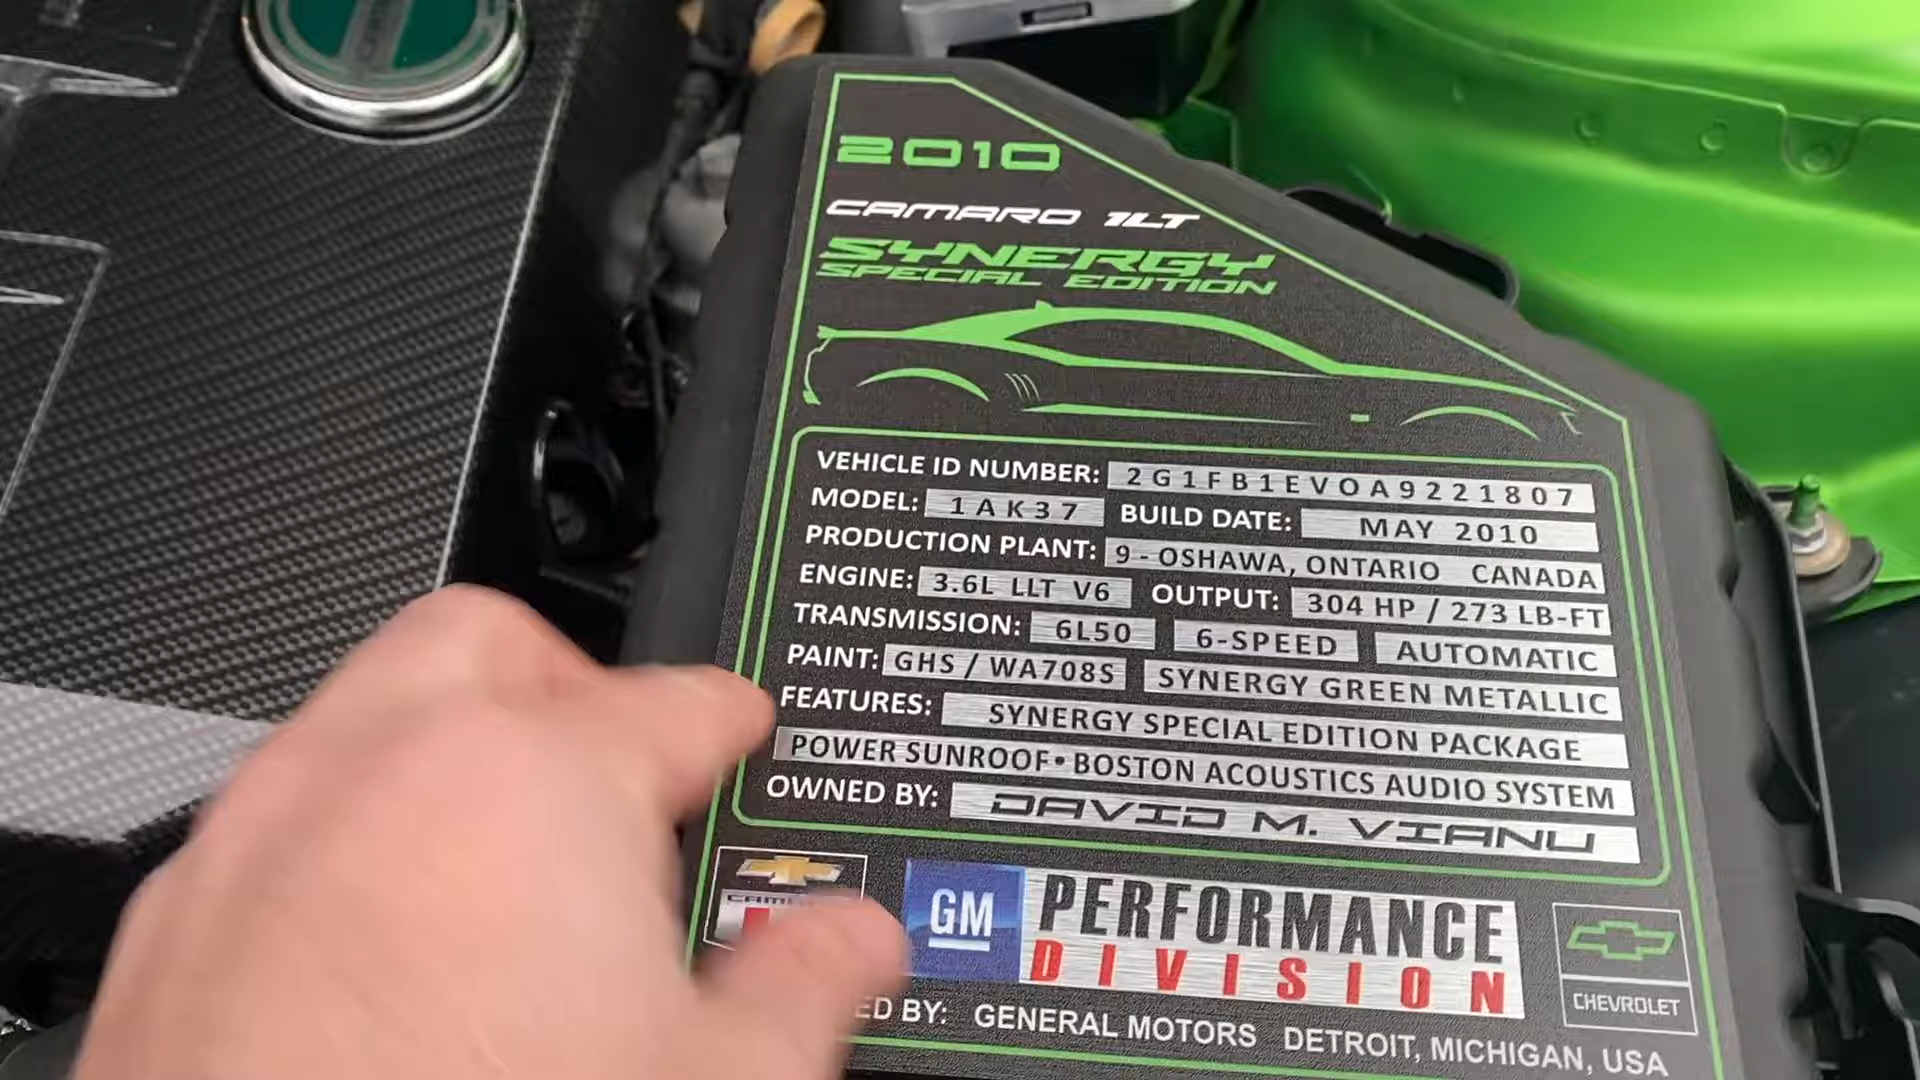 2010
CAMARO 1LT
SYNERGY
SPECIAL EDITION
VEHICLE ID NUMBER: 2G1FB1EVOA9221807
MODEL: 1AK37 BUILD DATE: MAY 2010
PRODUCTION PLANT: 9 - OSHAWA, ONTARIO CANADA
ENGINE: 3.6L LLT V6 OUTPUT: 304 HP / 273 LB-FT
TRANSMISSION: 6L50 6-SPEED AUTOMATIC
PAINT: GHS / WA708S SYNERGY GREEN METALLIC
FEATURES: SYNERGY SPECIAL EDITION PACKAGE
POWER SUNROOF • BOSTON ACOUSTICS AUDIO SYSTEM
OWNED BY: DAVID M. VIANU
GM PERFORMANCE
DIVISION
CHEVROLET
BY: GENERAL MOTORS DETROIT, MICHIGAN, USA